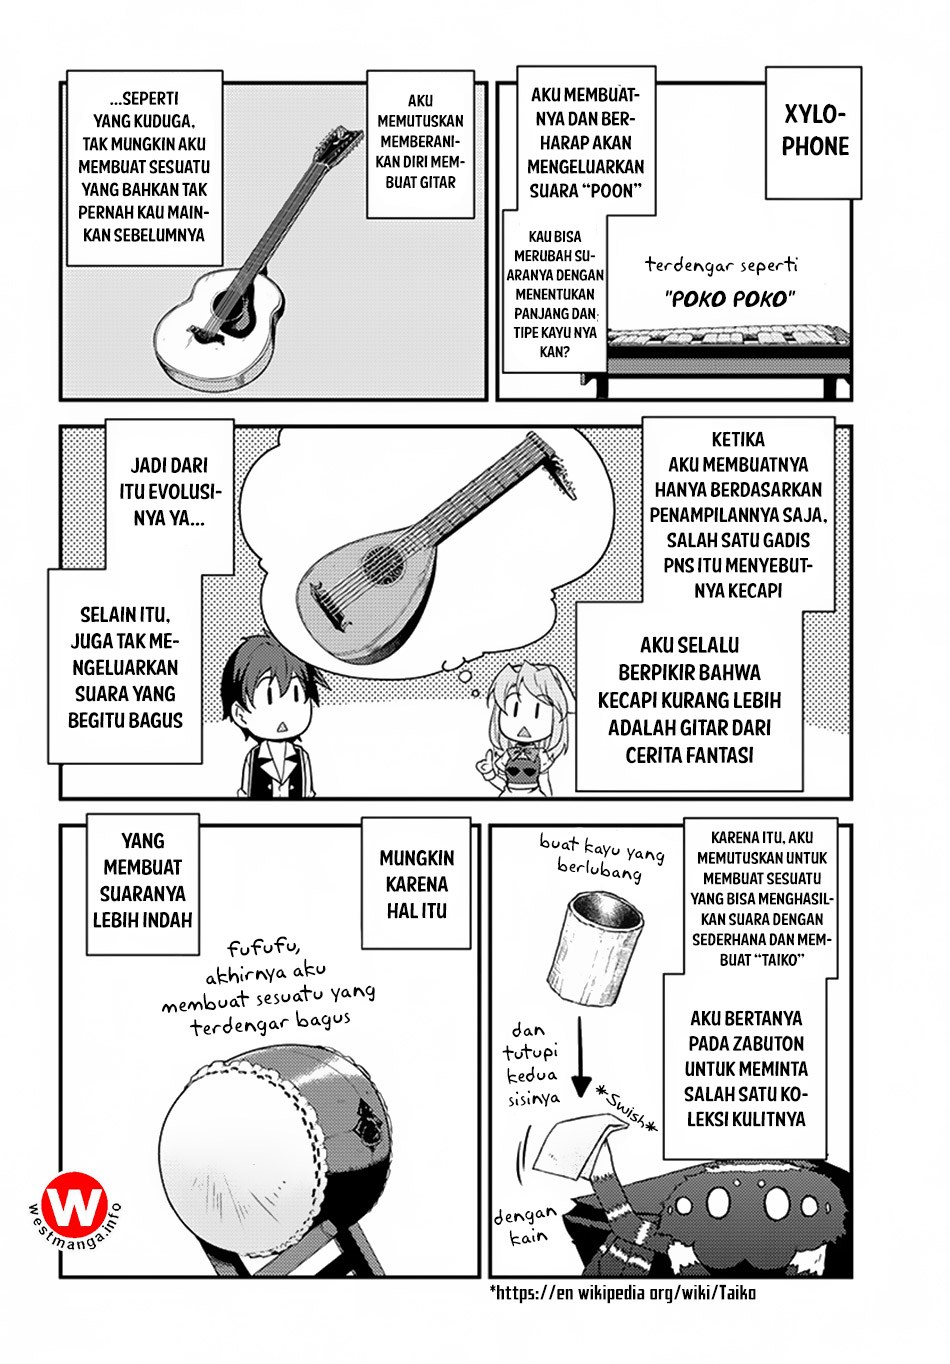 XYLO-
PHONE
AKU MEMBUAT-
NYA DAN BER-
HARAP AKAN
MENGELUARKAN
SUARA “POON”
KAU BISA
MERUBAH SU-
ARANYA DENGAN
MENENTUKAN
PANJANG DAN
TIPE KAYU NYA
KAN?
terdengar seperti
"POKO POKO"
AKU
MEMUTUSKAN
MEMBERANI-
KAN DIRI MEM-
BUAT GITAR
...SEPERTI
YANG KUDUGA,
TAK MUNGKIN AKU
MEMBUAT SESUATU
YANG BAHKAN TAK
PERNAH KAU MAIN-
KAN SEBELUMNYA
KETIKA
AKU MEMBUATNYA
HANYA BERDASARKAN
PENAMPILANNYA SAJA,
SALAH SATU GADIS
PNS ITU MENYEBUT-
NYA KECAPI
AKU SELALU
BERPIKIR BAHWA
KECAPI KURANG LEBIH
ADALAH GITAR DARI
CERITA FANTASI
JADI DARI
ITU EVOLUSI-
NYA YA...
SELAIN ITU,
JUGA TAK ME-
NGELUARKAN
SUARA YANG
BEGITU BAGUS
KARENA ITU, AKU
MEMUTUSKAN UNTUK
MEMBUAT SESUATU
YANG BISA MENGHASIL-
KAN SUARA DENGAN
SEDERHANA DAN MEM-
BUAT “TAIKO”
AKU BERTANYA
PADA ZABUTON
UNTUK MEMINTA
SALAH SATU KO-
LEKSI KULITNYA
buat kayu yang
berlubang
dan
tutupi
kedua
sisinya
*Swish*
dengan
kain
MUNGKIN
KARENA
HAL ITU
YANG
MEMBUAT
SUARANYA
LEBIH INDAH
fufufu,
akhirnya aku
membuat sesuatu yang
terdengar bagus
W
westmanga.info
*https://en wikipedia org/wiki/Taiko